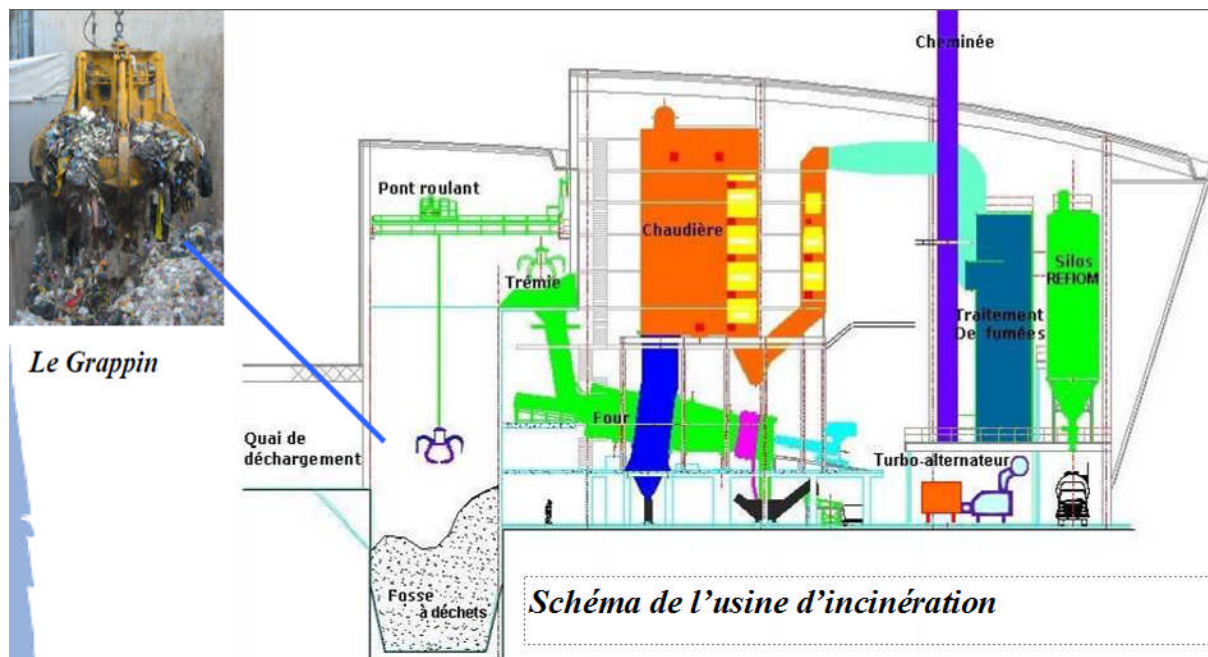 Cheminée
Pont roulant
Chaudière
Trémie
Silos
REFIOM
Traitement
De fumées
Le Grappin
Four
Quai de
déchargement
Turbo-alternateur
Fosse
à déchets
Schéma de l'usine d'incinération